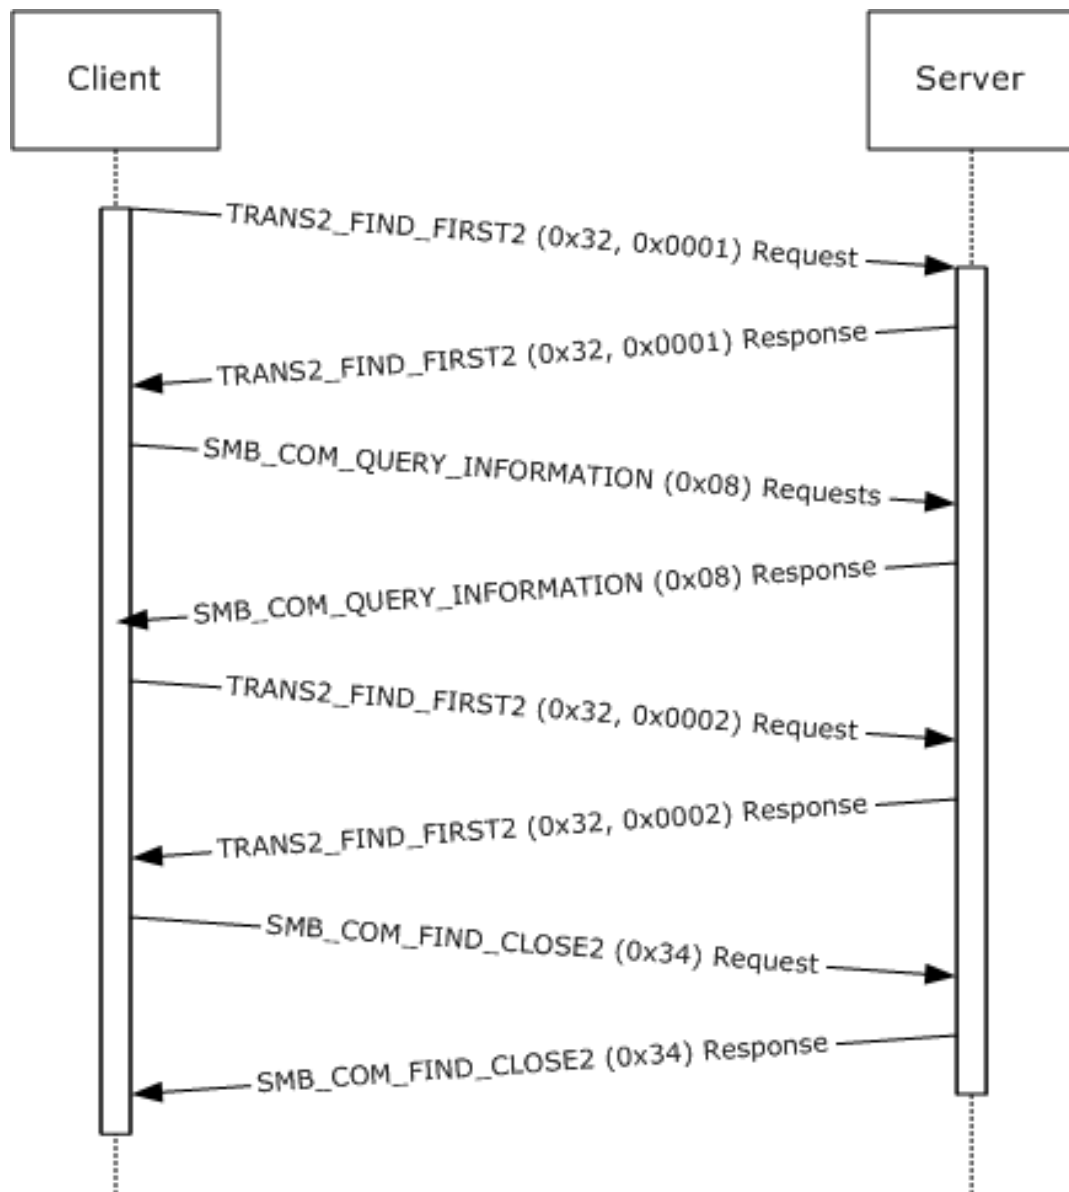 Client
Server
TRANS2_FIND_FIRST2 (0x32, 0x0001) Request
TRANS2_FIND_FIRST2 (0x32, 0x0001) Response
SMB_COM_QUERY_INFORMATION (0x08) Requests
SMB_COM_QUERY_INFORMATION (0x08) Response
TRANS2_FIND_FIRST2 (0x32, 0x0002) Request
TRANS2_FIND_FIRST2 (0x32, 0x0002) Response
SMB_COM_FIND_CLOSE2 (0x34) Request
SMB_COM_FIND_CLOSE2 (0x34) Response